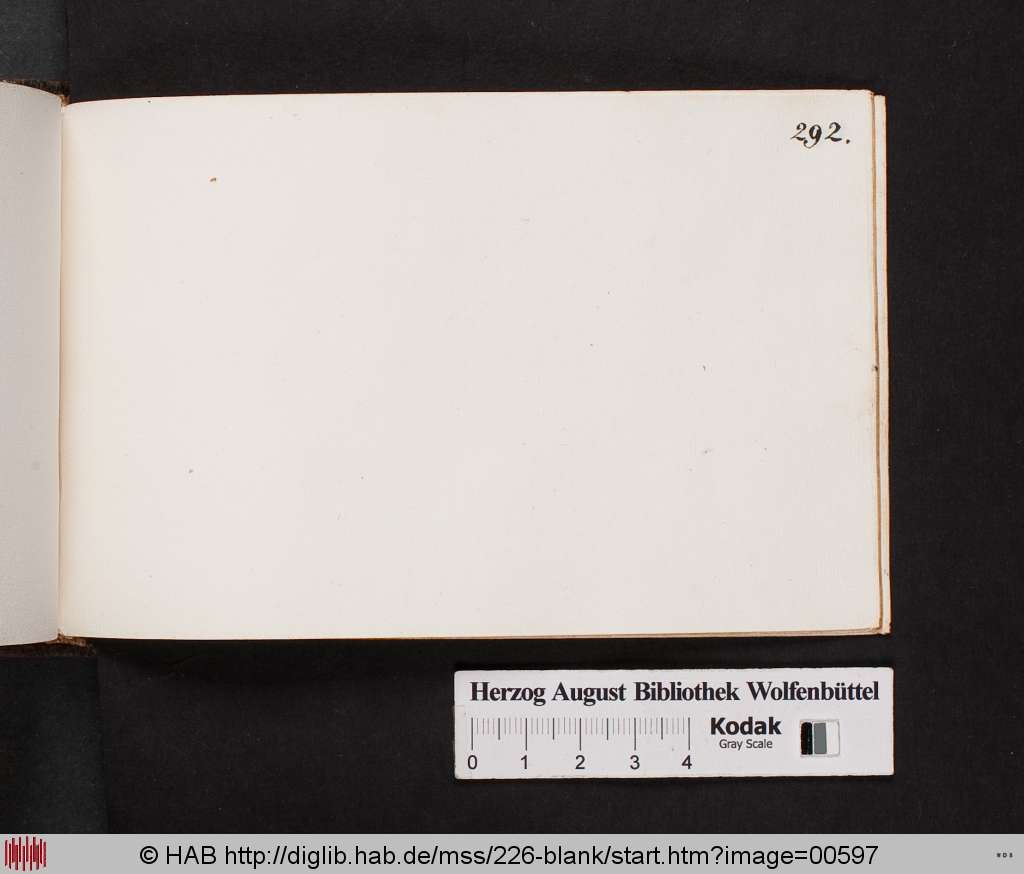 292.
Herzog August Bibliothek Wolfenbüttel
Kodak
Gray Scale
0 1 2 3 4
© HAB http://diglib.hab.de/mss/226-blank/start.htm?image=00597
WDB